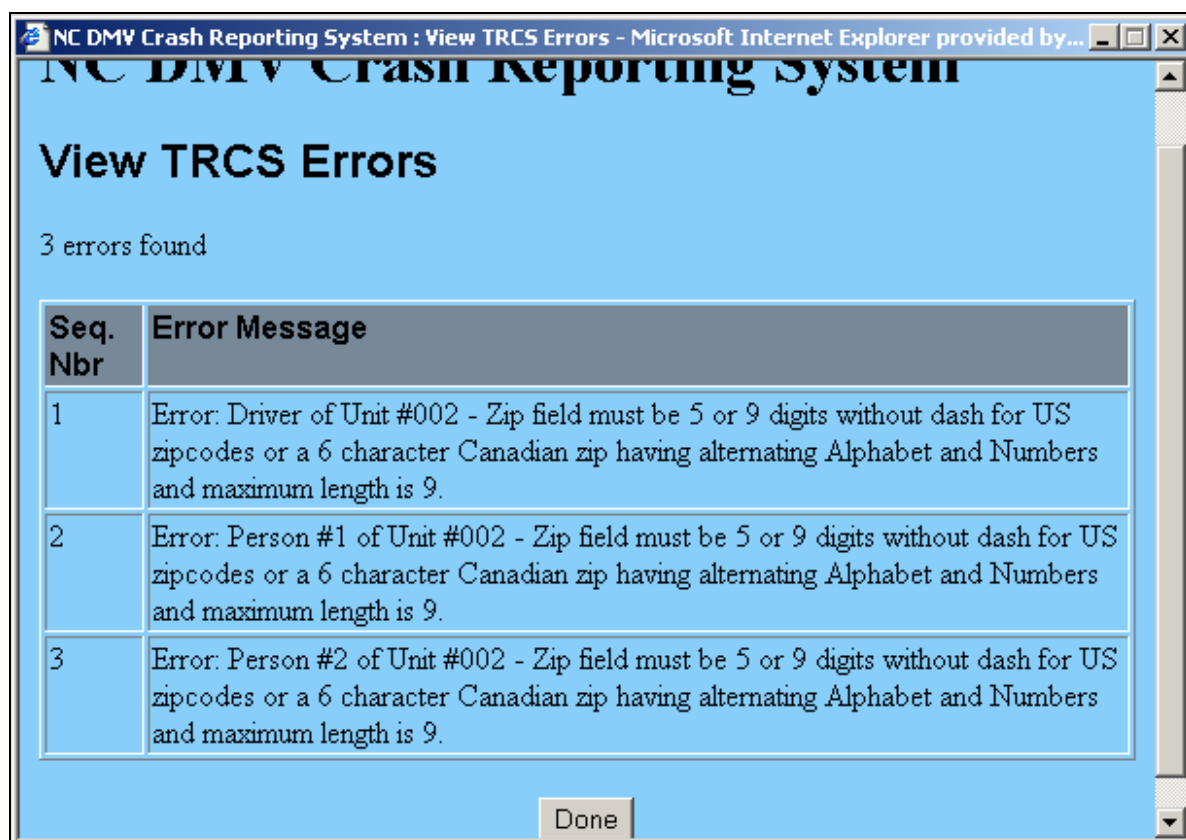 NC DMV Crash Reporting System : View TRCS Errors - Microsoft Internet Explorer provided by...
NC DMV Crash Reporting System
View TRCS Errors
3 errors found
Seq. Nbr
Error Message
1
Error: Driver of Unit #002 - Zip field must be 5 or 9 digits without dash for US
zipcodes or a 6 character Canadian zip having alternating Alphabet and Numbers
and maximum length is 9.
2
Error: Person #1 of Unit #002 - Zip field must be 5 or 9 digits without dash for US
zipcodes or a 6 character Canadian zip having alternating Alphabet and Numbers
and maximum length is 9.
3
Error: Person #2 of Unit #002 - Zip field must be 5 or 9 digits without dash for US
zipcodes or a 6 character Canadian zip having alternating Alphabet and Numbers
and maximum length is 9.
Done